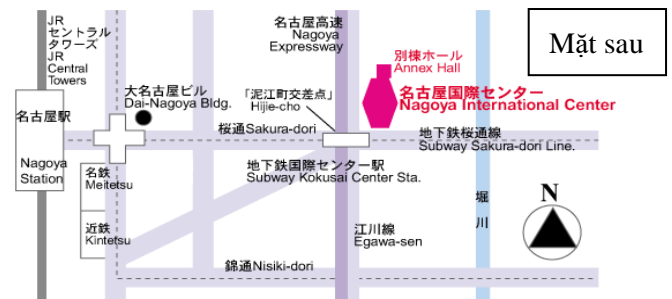 JR
セントラル
タワーズ
JR
Central
Towers
名古屋高速
Nagoya
Expressway
Mặt sau
別棟ホール
Annex Hall
大名古屋ビル
Dai-Nagoya Bldg.
「泥江町交差点」
Hijie-cho
名古屋国際センター
Nagoya International Center
名古屋駅
Nagoya
Station
桜通Sakura-dori
地下鉄桜通線
Subway Sakura-dori Line.
名鉄
Meitetsu
地下鉄国際センター駅
Subway Kokusai Center Sta.
堀
川
N
近鉄
Kintetsu
江川線
Egawa-sen
錦通Nisiki-dori